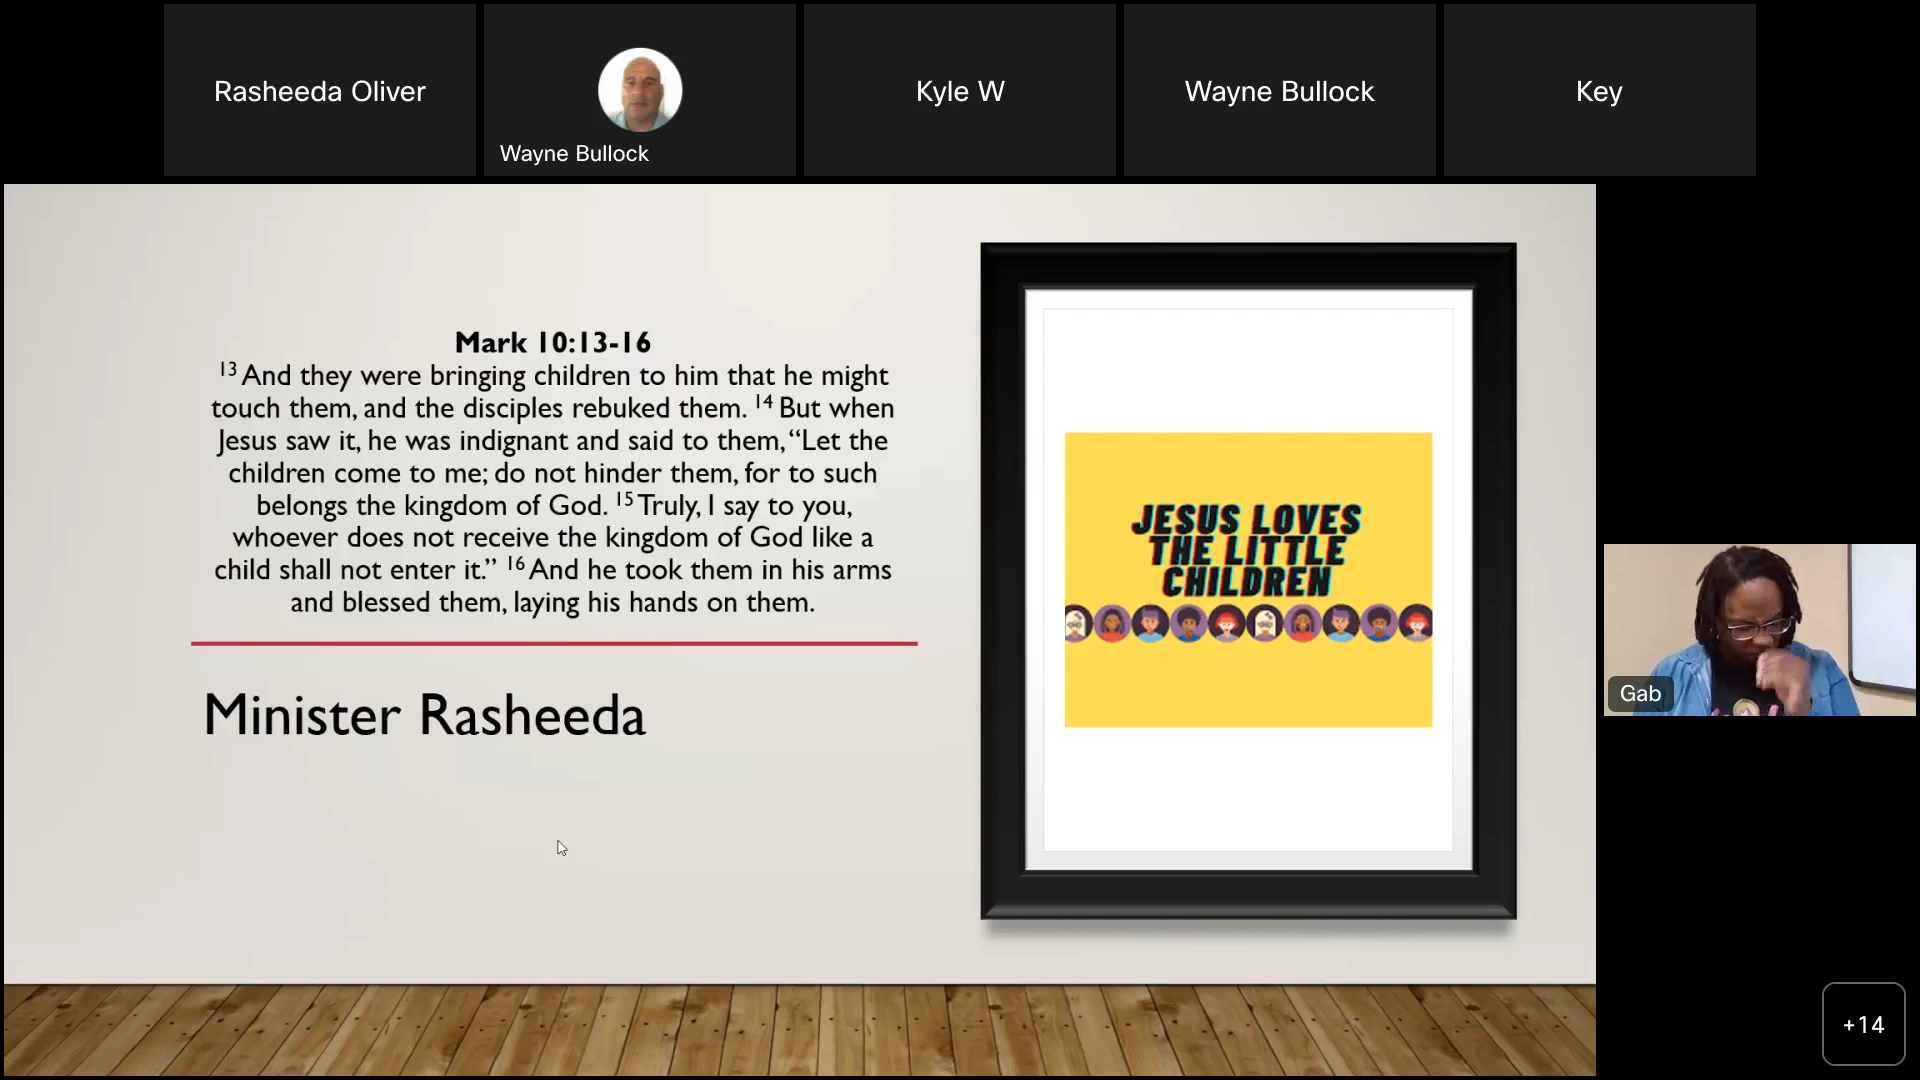 Rasheeda Oliver
Wayne Bullock
Kyle W
Wayne Bullock
Key
Mark 10:13-16
13 And they were bringing children to him that he might
touch them, and the disciples rebuked them. 14 But when
Jesus saw it, he was indignant and said to them, “Let the
children come to me; do not hinder them, for to such
belongs the kingdom of God. 15 Truly, I say to you,
whoever does not receive the kingdom of God like a
child shall not enter it.” 16 And he took them in his arms
and blessed them, laying his hands on them.
Minister Rasheeda
JESUS LOVES
THE LITTLE
CHILDREN
Gab
+14